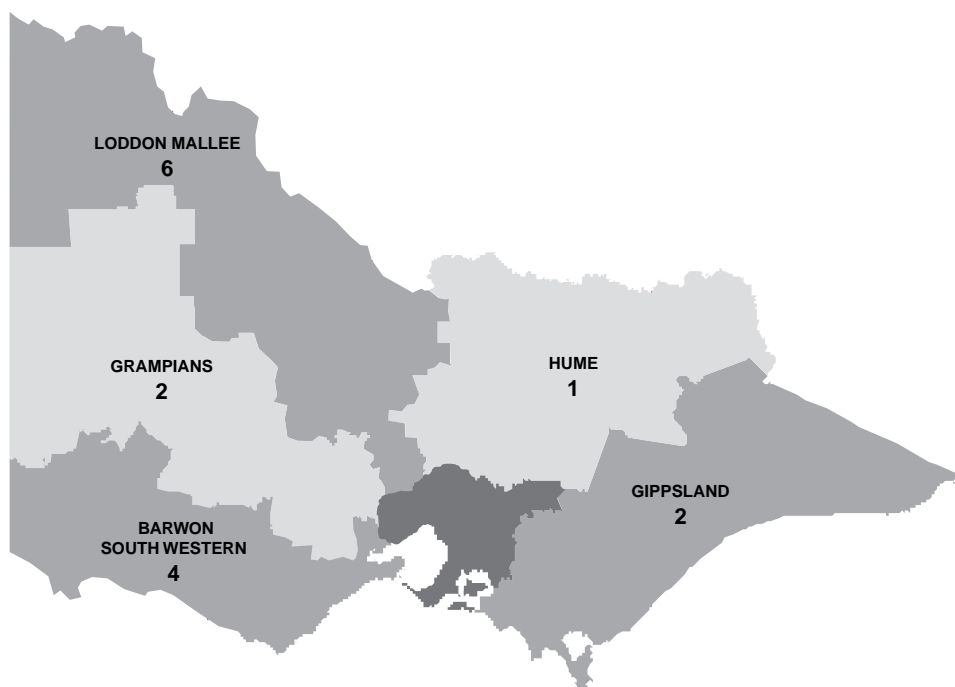 LODDON MALLEE
6
GRAMPIANS
2
HUME
1
GIPPSLAND
2
BARWON
SOUTH WESTERN
4